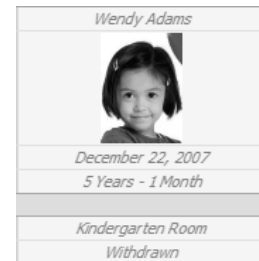 Wendy Adams
December 22, 2007
5 Years - 1 Month
Kindergarten Room
Withdrawn